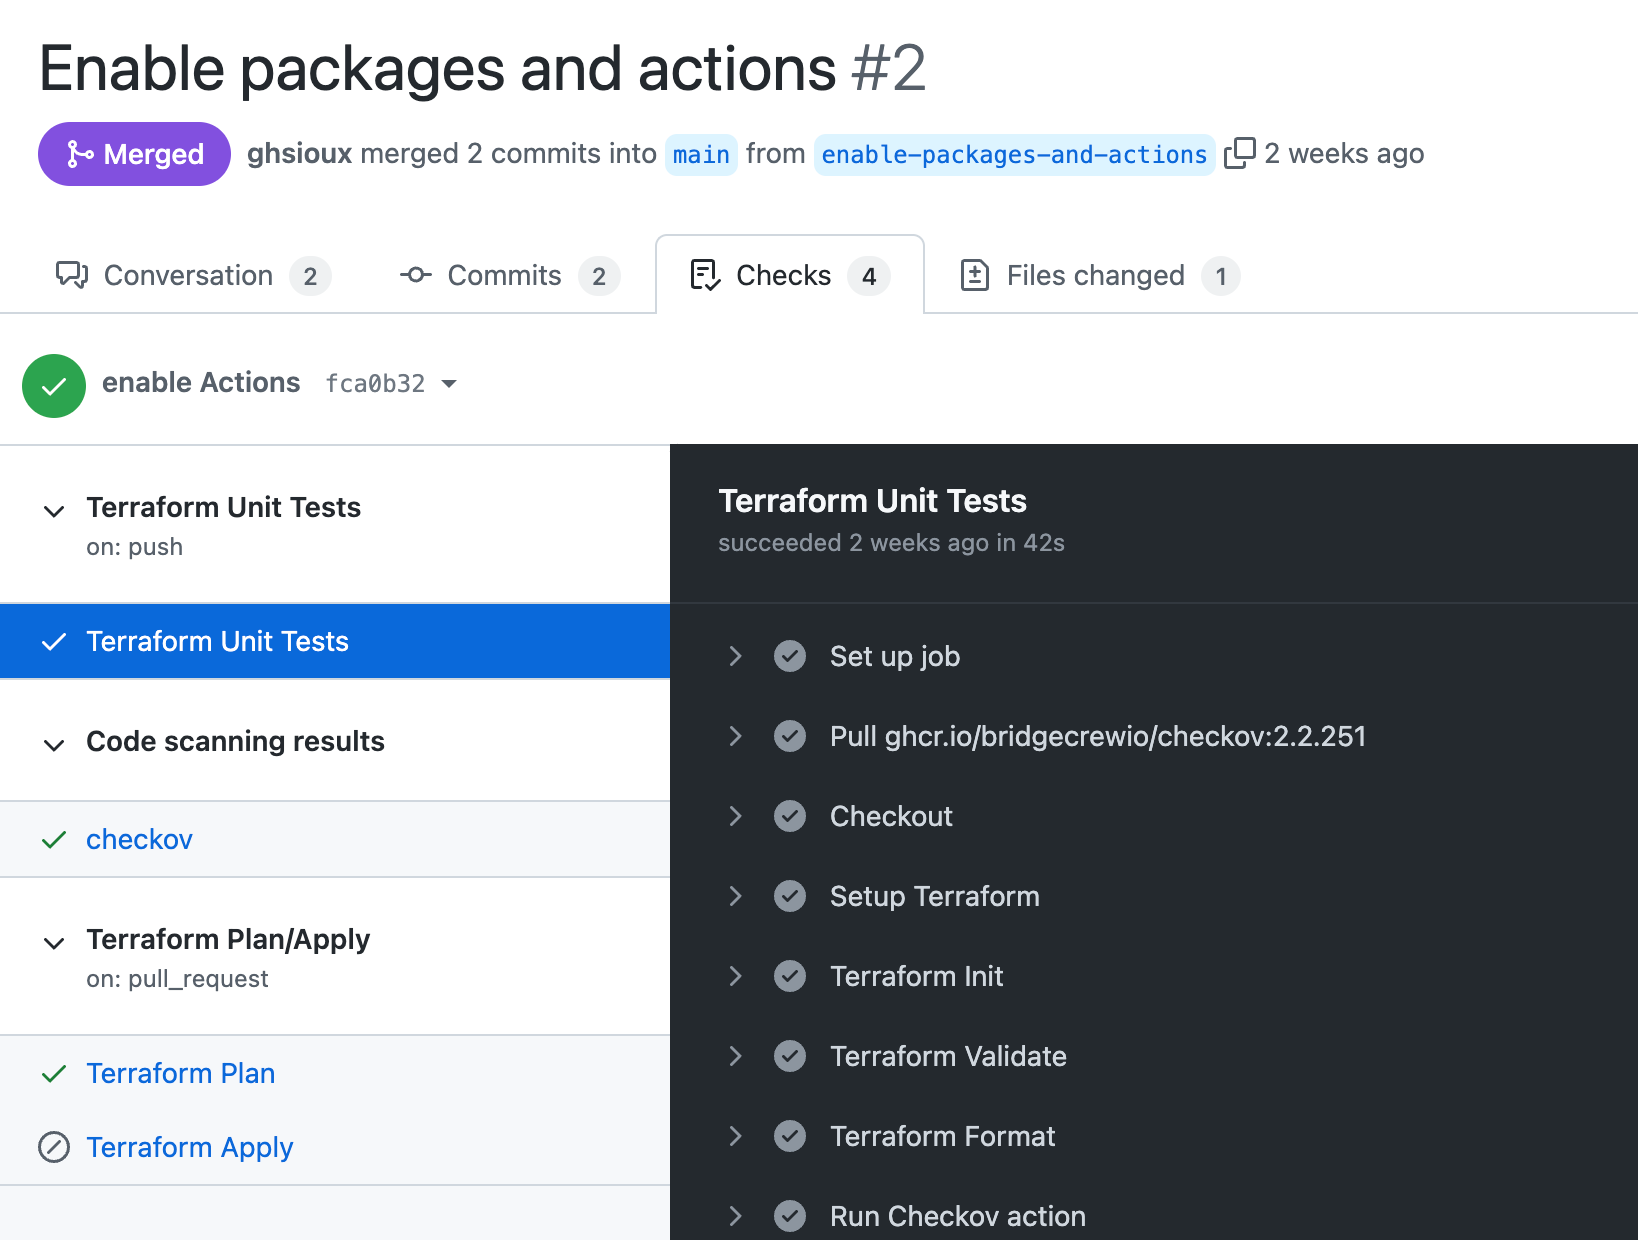 Enable packages and actions #2
Merged ghsioux merged 2 commits into main from enable-packages-and-actions 2 weeks ago
Conversation 2 Commits 2 Checks 4 Files changed 1
enable Actions fca0b32
Terraform Unit Tests
on: push
Terraform Unit Tests
Code scanning results
checkov
Terraform Plan/Apply
on: pull_request
Terraform Plan
Terraform Apply
Terraform Unit Tests
succeeded 2 weeks ago in 42s
Set up job
Pull ghcr.io/bridgecrewio/checkov:2.2.251
Checkout
Setup Terraform
Terraform Init
Terraform Validate
Terraform Format
Run Checkov action